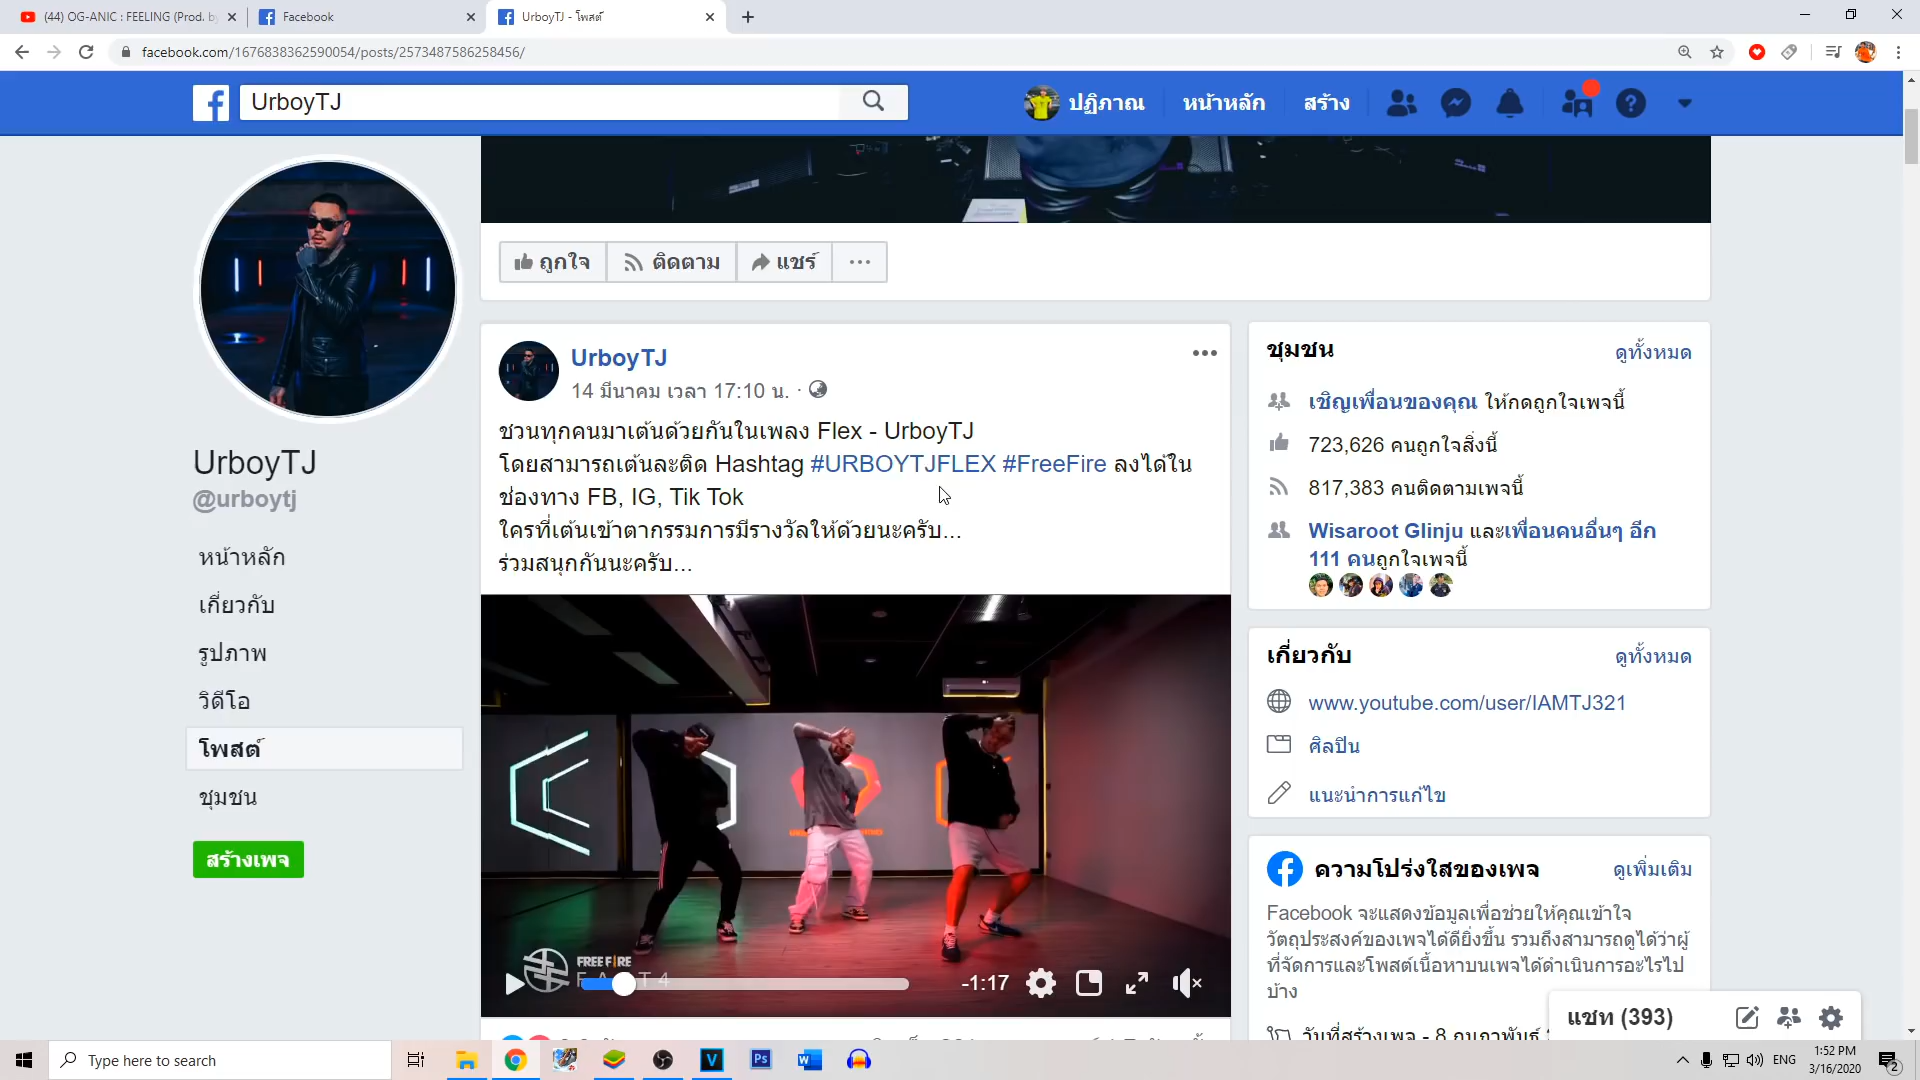 (44) OG-ANIC : FEELING (Prod. by
Facebook
UrboyTJ - โพสต์
facebook.com/1676838362590054/posts/2573487586258456/
UrboyTJ
ปฏิภาณ
หน้าหลัก
สร้าง
ถูกใจ
ติดตาม
แชร์
UrboyTJ
@urboytj
หน้าหลัก
เกี่ยวกับ
รูปภาพ
วิดีโอ
โพสต์
ชุมชน
สร้างเพจ
UrboyTJ
14 มีนาคม เวลา 17:10 น. ·
ชวนทุกคนมาเต้นด้วยกันในเพลง Flex - UrboyTJ
โดยสามารถเต้นละติด Hashtag #URBOYTJFLEX #FreeFire ลงได้ใน
ช่องทาง FB, IG, Tik Tok
ใครที่เต้นเข้าตากรรมการมีรางวัลให้ด้วยนะครับ...
ร่วมสนุกกันนะครับ...
FREE FIRE
-1:17
ชุมชน
ดูทั้งหมด
เชิญเพื่อนของคุณ ให้กดถูกใจเพจนี้
723,626 คนถูกใจสิ่งนี้
817,383 คนติดตามเพจนี้
Wisaroot Glinju และเพื่อนคนอื่นๆ อีก
111 คนถูกใจเพจนี้
เกี่ยวกับ
ดูทั้งหมด
www.youtube.com/user/IAMTJ321
ศิลปิน
แนะนำการแก้ไข
ความโปร่งใสของเพจ
ดูเพิ่มเติม
Facebook จะแสดงข้อมูลเพื่อช่วยให้คุณเข้าใจ
วัตถุประสงค์ของเพจได้ดียิ่งขึ้น รวมถึงสามารถดูได้ว่าผู้
ที่จัดการและโพสต์เนื้อหาบนเพจได้ดำเนินการอะไรไป
บ้าง
วันที่สร้างเพจ - 8 กุมภาพันธ์
แชท (393)
Type here to search
ENG
1:52 PM
3/16/2020
2